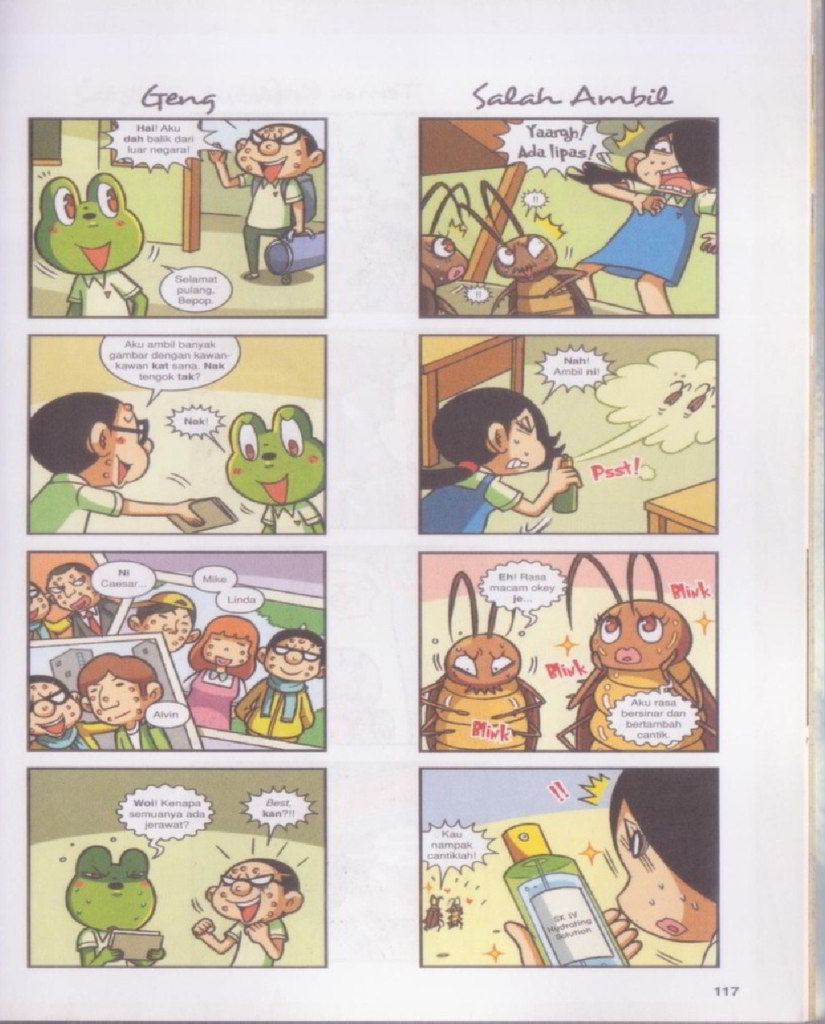 Geng
Hai! Aku
dah balik dari
luar negara!
Selamat
pulang,
Bepop.
Aku ambil banyak
gambar dengan kawan-
kawan kat sana. Nak
tengok tak?
Nak!
Ni
Caesar...
Mike
Linda
Alvin
Woi! Kenapa
semuanya ada
jerawat?
Best,
kan?!!
Salah Ambil
Yaargh!
Ada lipas!
!!
!!
Nah!
Ambil ni!
Psst!
Eh! Rasa
macam okey
je...
Blink
Blink
Blink
Aku rasa
bersinar dan
bertambah
cantik.
!!
Kau
nampak
cantiklah!
SK IV
Hydrating
Solution
117